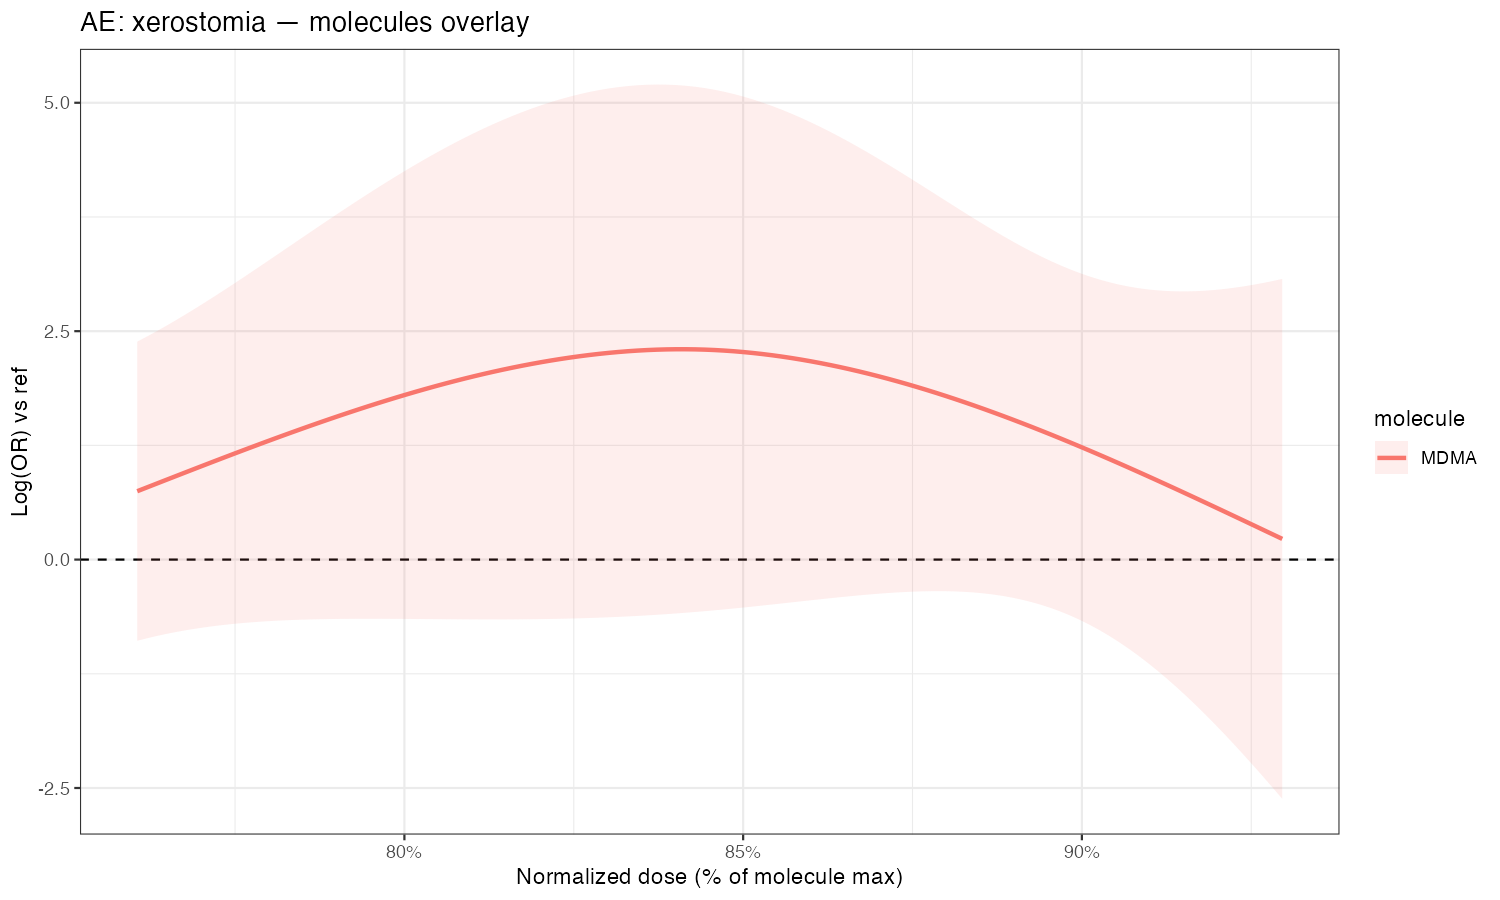 AE: xerostomia — molecules overlay
Log(OR) vs ref
5.0
2.5
0.0
-2.5
80%
85%
90%
Normalized dose (% of molecule max)
molecule
MDMA